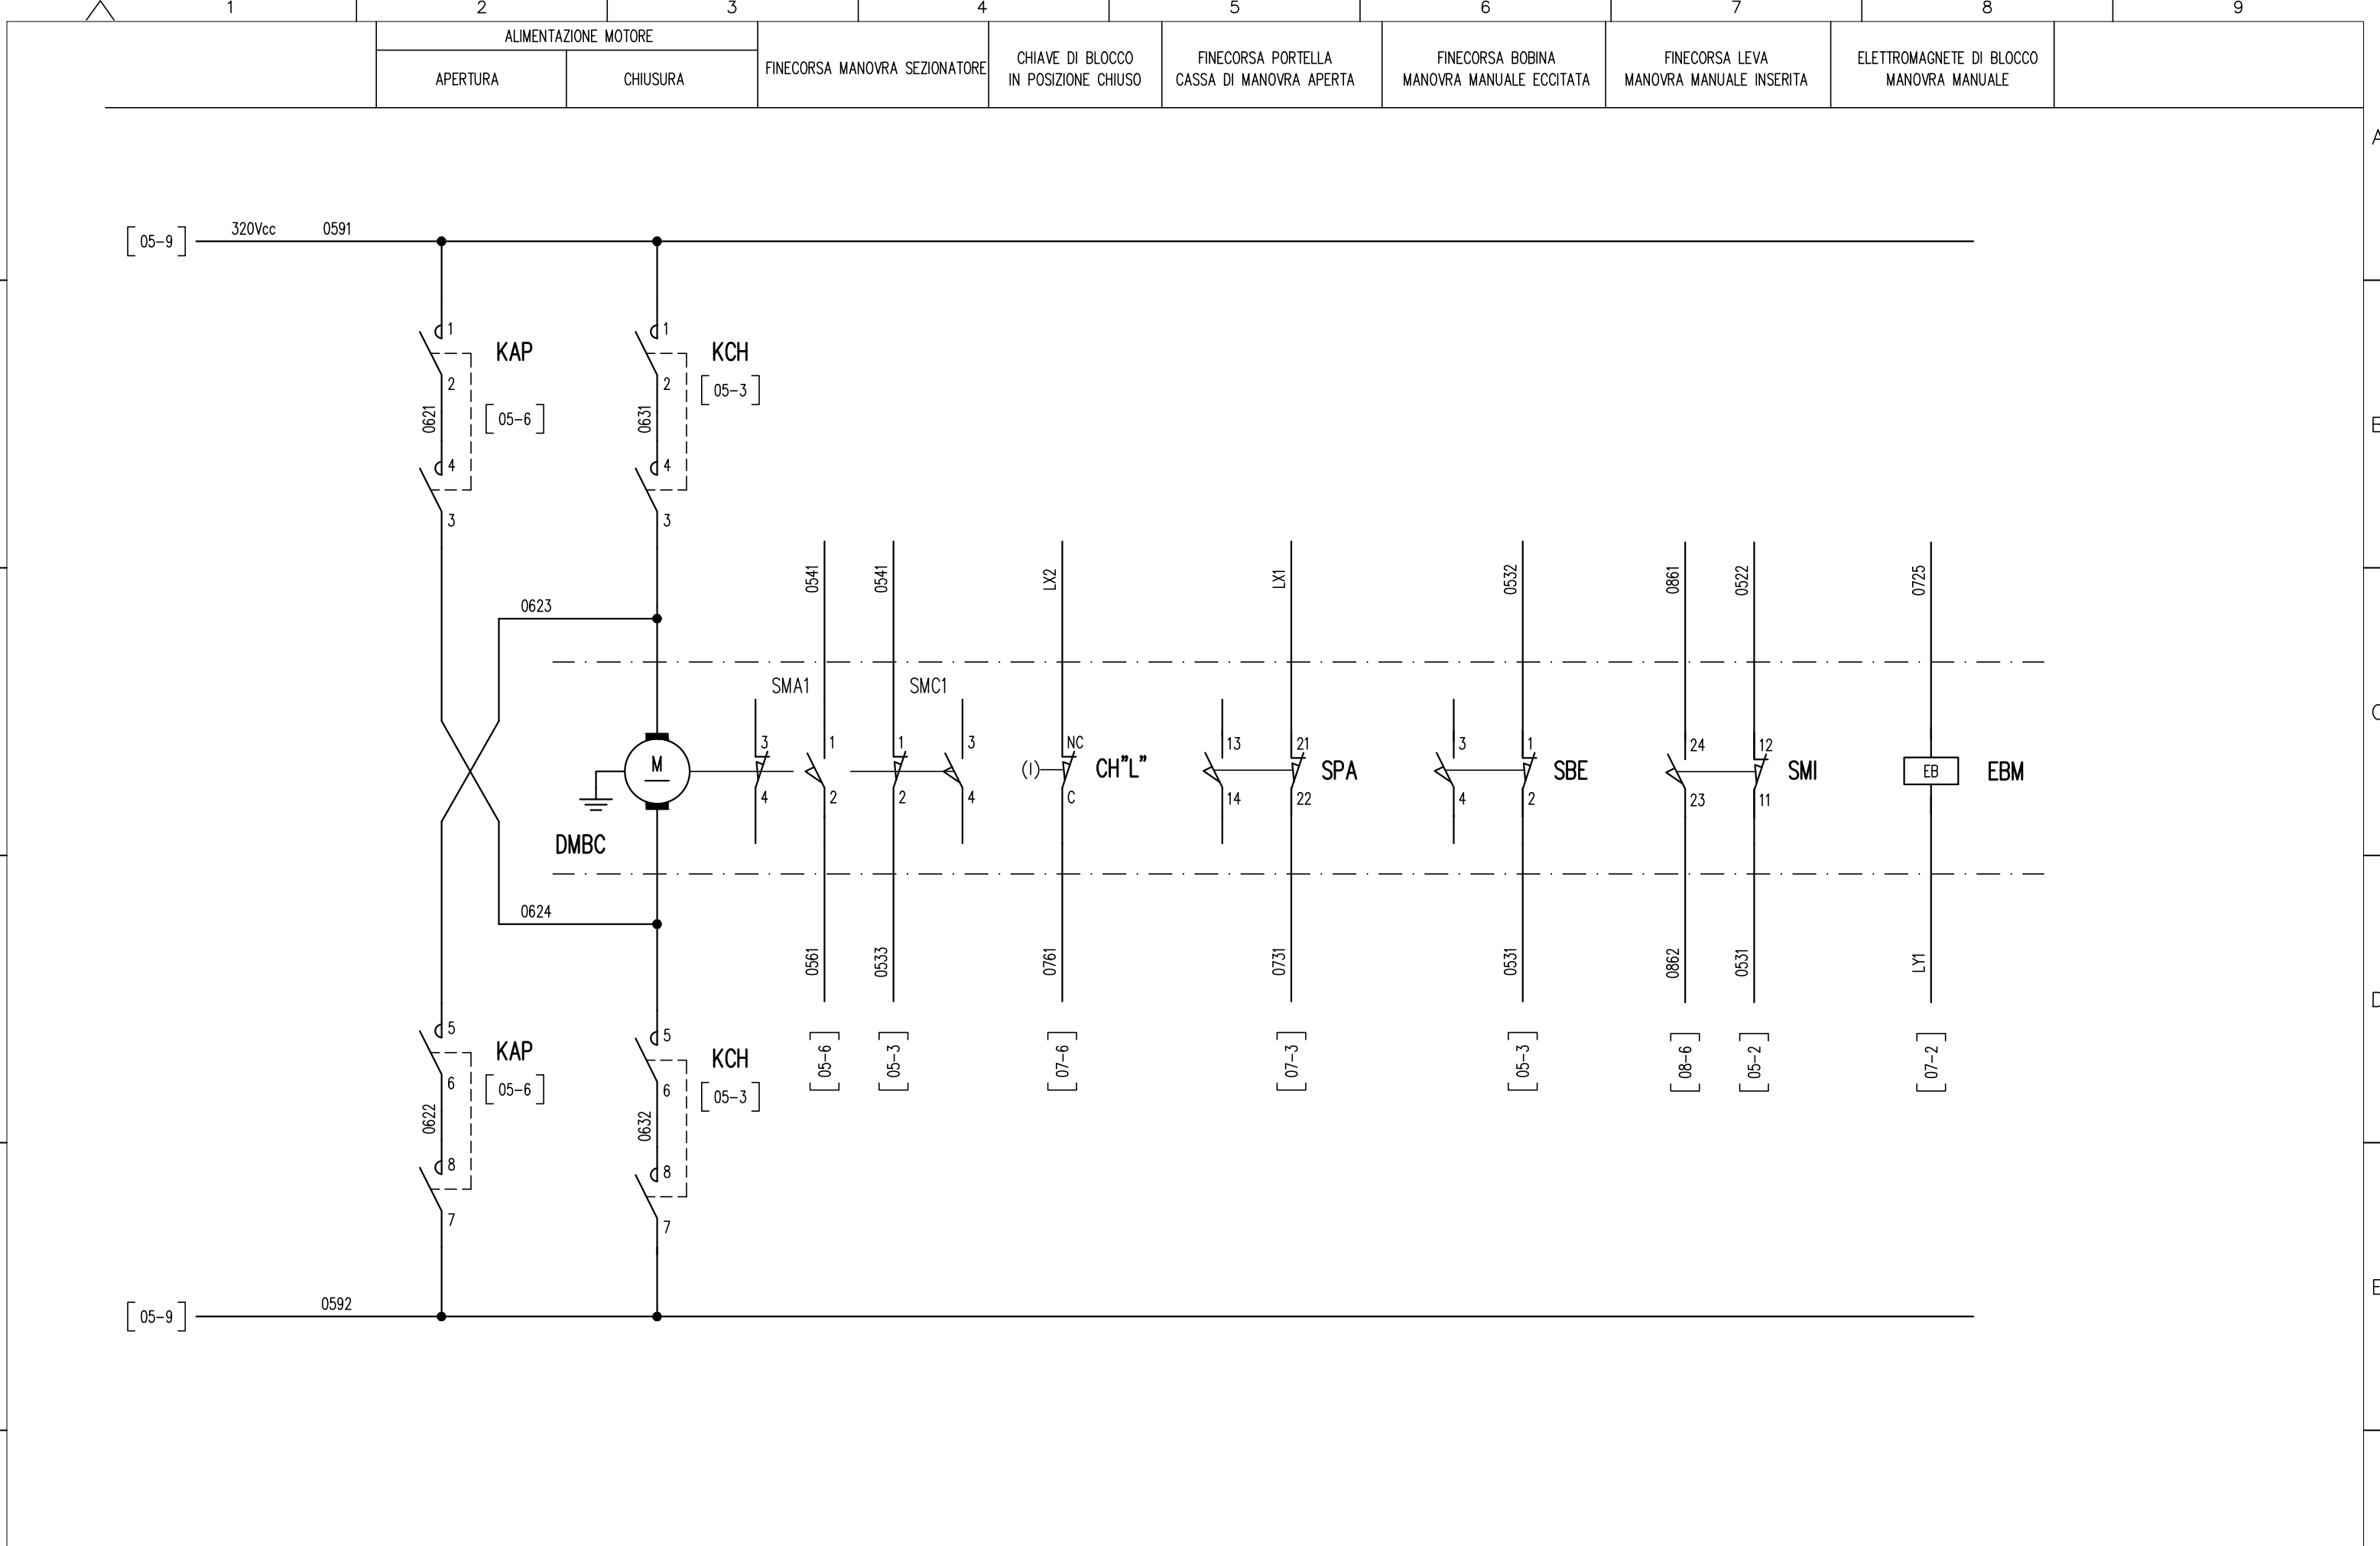 1 2 3 4 5 6 7 8 9
ALIMENTAZIONE MOTORE
APERTURA
CHIUSURA
FINECORSA MANOVRA SEZIONATORE
CHIAVE DI BLOCCO
IN POSIZIONE CHIUSO
FINECORSA PORTELLA
CASSA DI MANOVRA APERTA
FINECORSA BOBINA
MANOVRA MANUALE ECCITATA
FINECORSA LEVA
MANOVRA MANUALE INSERITA
ELETTROMAGNETE DI BLOCCO
MANOVRA MANUALE
A
05-9
320Vcc 0591
1
KAP
2
0621
05-6
4
3
1
KCH
2
05-3
0631
4
3
B
0541
0541
LX2
LX1
0532
0861
0522
0725
0623
SMA1
SMC1
C
M
3
4
1
2
1
2
3
4
(I)
NC
C
CH"L"
13
14
21
22
SPA
3
4
1
2
SBE
24
23
12
11
SMI
EB
EBM
DMBC
0624
0561
0533
0761
0731
0531
0862
0531
LY1
D
05-6
05-3
07-6
07-3
05-3
08-6
05-2
07-2
5
KAP
6
05-6
0622
8
7
5
KCH
6
05-3
0632
8
7
E
05-9
0592